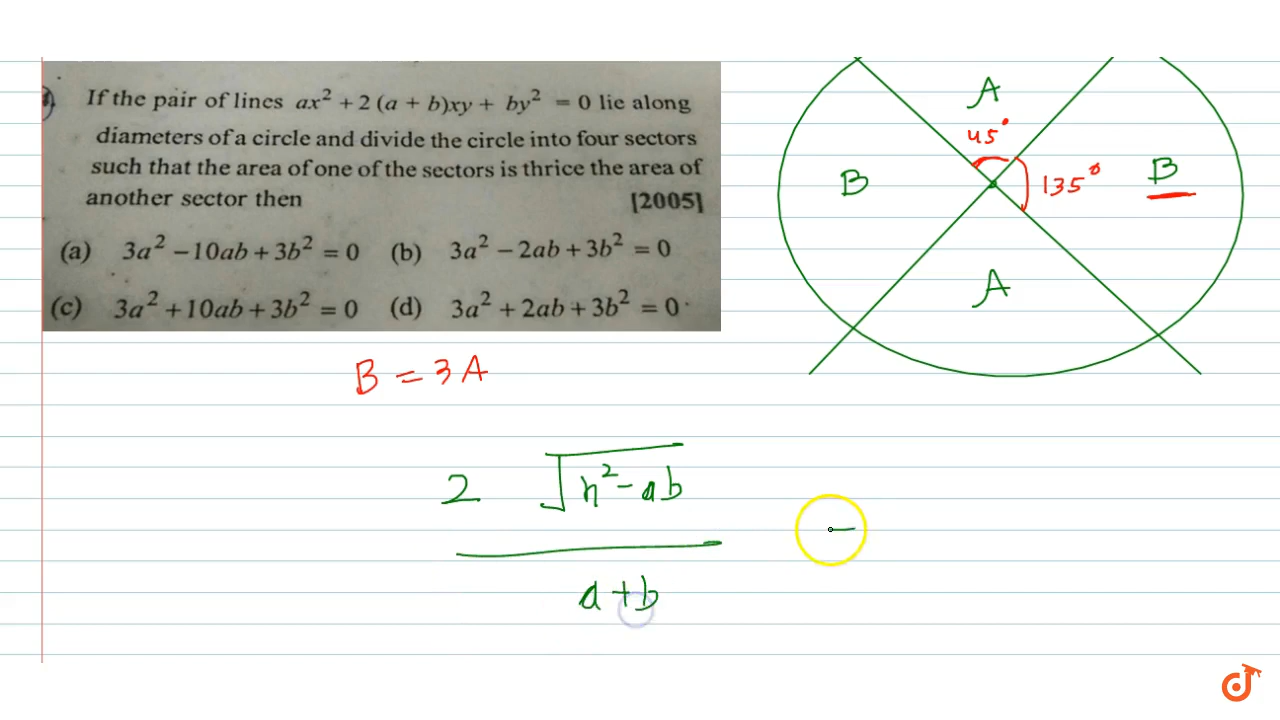 If the pair of lines ax² + 2 (a + b)xy + by² = 0 lie along
diameters of a circle and divide the circle into four sectors
such that the area of one of the sectors is thrice the area of
another sector then [2005]
(a) 3a² − 10ab + 3b² = 0 (b) 3a² − 2ab + 3b² = 0
(c) 3a² + 10ab + 3b² = 0 (d) 3a² + 2ab + 3b² = 0
A
45°
B
135°
B
A
B = 3A
2 √h² − ab
a + b